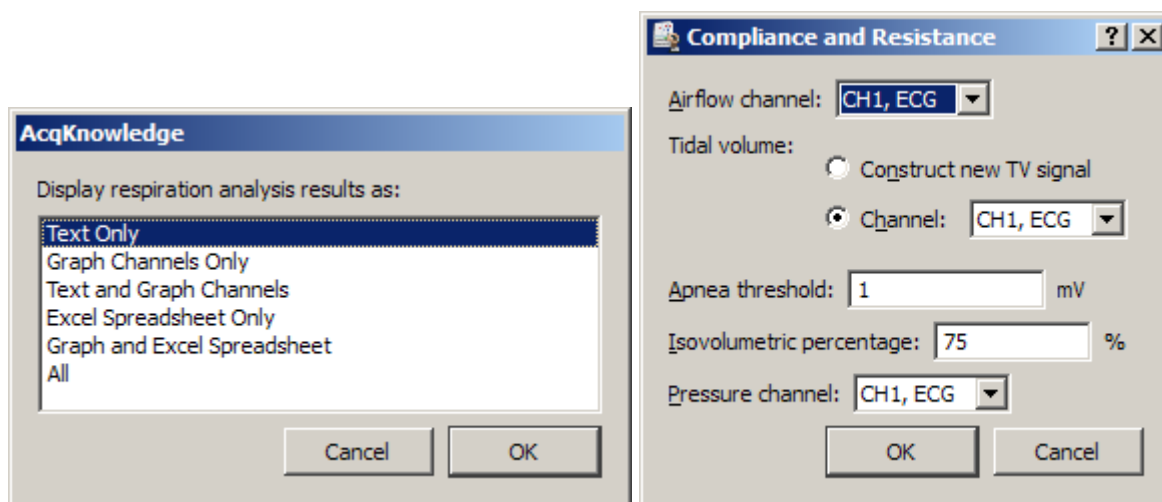 AcqKnowledge
Display respiration analysis results as:
Text Only
Graph Channels Only
Text and Graph Channels
Excel Spreadsheet Only
Graph and Excel Spreadsheet
All
Cancel
OK
Compliance and Resistance ?
Airflow channel: CH1, ECG
Tidal volume:
Construct new TV signal
Channel: CH1, ECG
Apnea threshold: 1 mV
Isovolumetric percentage: 75 %
Pressure channel: CH1, ECG
OK
Cancel